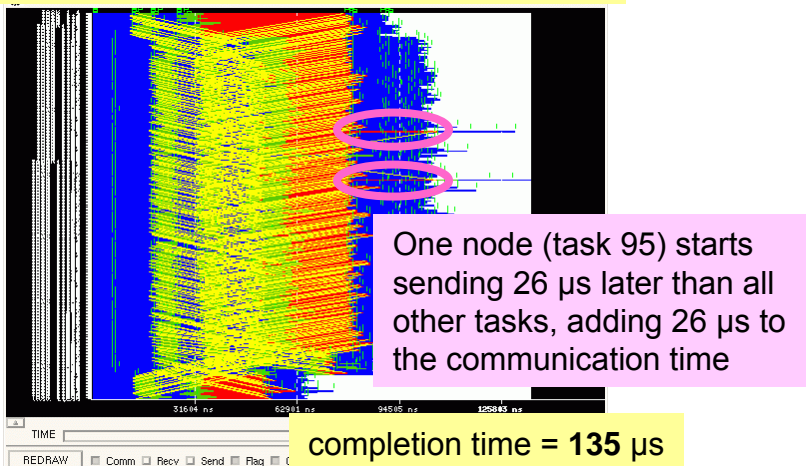 One node (task 95) starts
sending 26 µs later than all
other tasks, adding 26 µs to
the communication time
31604 ns 62901 ns 94505 ns 125803 ns
TIME
completion time = 135 µs
REDRAW Comm Recv Send Flag